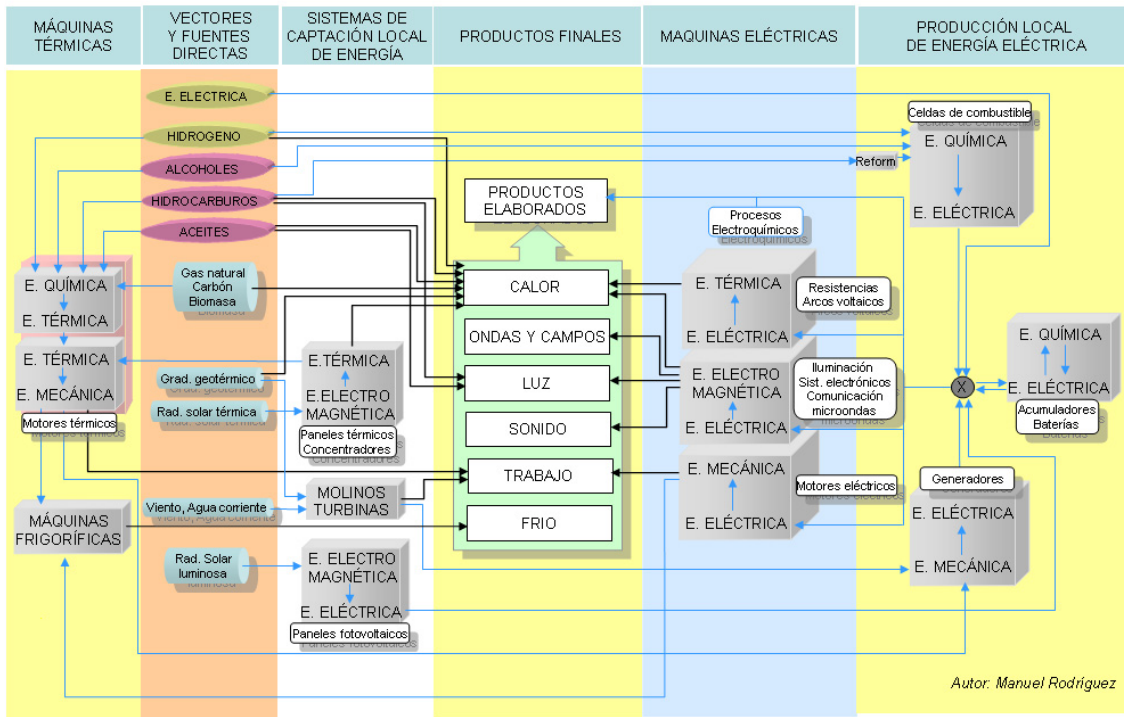 MÁQUINAS
TÉRMICAS
VECTORES
Y FUENTES
DIRECTAS
SISTEMAS DE
CAPTACIÓN LOCAL
DE ENERGÍA
PRODUCTOS FINALES
MAQUINAS ELÉCTRICAS
PRODUCCIÓN LOCAL
DE ENERGÍA ELÉCTRICA
E. QUÍMICA
E. TÉRMICA
E. TÉRMICA
E. MECÁNICA
Motores térmicos
MÁQUINAS
FRIGORÍFICAS
E. ELECTRICA
HIDROGENO
ALCOHOLES
HIDROCARBUROS
ACEITES
Gas natural
Carbón
Biomasa
Grad. geotérmico
Rad. solar térmica
Viento, Agua corriente
Rad. Solar
luminosa
E.TÉRMICA
E.ELECTRO
MAGNÉTICA
Paneles térmicos
Concentradores
MOLINOS
TURBINAS
E. ELECTRO
MAGNÉTICA
E. ELÉCTRICA
Paneles fotovoltaicos
PRODUCTOS
ELABORADOS
CALOR
ONDAS Y CAMPOS
LUZ
SONIDO
TRABAJO
FRIO
Procesos
Electroquímicos
E. TÉRMICA
E. ELÉCTRICA
Resistencias
Arcos voltaicos
E. ELECTRO
MAGNÉTICA
E. ELÉCTRICA
Iluminación
Sist. electrónicos
Comunicación
microondas
E. MECÁNICA
E. ELÉCTRICA
Motores eléctricos
Celdas de combustible
E. QUÍMICA
E. ELÉCTRICA
Reform
E. QUÍMICA
E. ELÉCTRICA
Acumuladores
Baterías
X
Generadores
E. ELÉCTRICA
E. MECÁNICA
Autor: Manuel Rodríguez